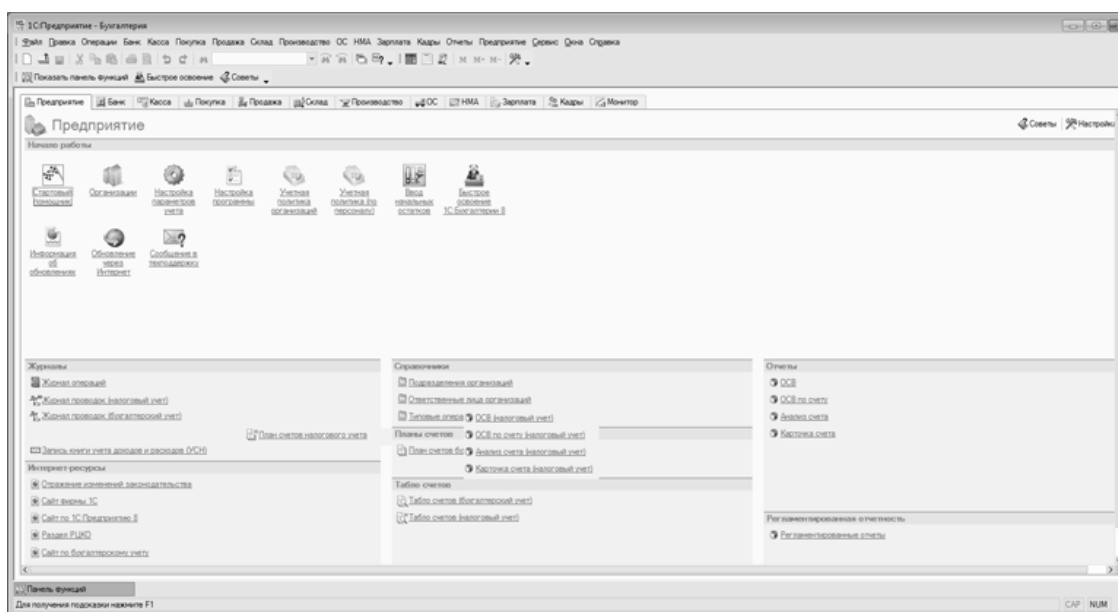 1С:Предприятие - Бухгалтерия
Файл Правка Операции Банк Касса Покупка Продажа Склад Производство ОС НМА Зарплата Кадры Отчеты Предприятие Сервис Окна Справка
M M+ M-
Показать панель функций Быстрое освоение Советы
Предприятие Банк Касса Покупка Продажа Склад Производство ОС НМА Зарплата Кадры Монитор
Предприятие Советы Настройка
Начало работы
Стартовый помощник Организации Настройка параметров учета Настройка программы Учетная политика организаций Учетная политика (по персоналу) Ввод начальных остатков Быстрое освоение 1С:Бухгалтерии 8
Информация об обновлениях Обновление через Интернет Сообщение в техподдержку
Журналы
Журнал операций
Журнал проводок (налоговый учет)
Журнал проводок (бухгалтерский учет)
План счетов налогового учета
Запись книги учета доходов и расходов (УСН)
Интернет-ресурсы
Отражение изменений законодательства
Сайт фирмы 1С
Сайт по 1С:Предприятию 8
Раздел РЦКО
Сайт по бухгалтерскому учету
Справочники
Подразделения организаций
Ответственные лица организаций
Типовые опера ОСВ (налоговый учет)
Планы счетов ОСВ по счету (налоговый учет)
План счетов бу Анализ счета (налоговый учет)
Карточка счета (налоговый учет)
Табло счетов
Табло счетов (бухгалтерский учет)
Табло счетов (налоговый учет)
Отчеты
ОСВ
ОСВ по счету
Анализ счета
Карточка счета
Регламентированная отчетность
Регламентированные отчеты
Панель функций
Для получения подсказки нажмите F1 CAP NUM